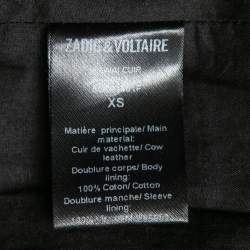 ZADIG & VOLTAIRE
CUIR
XS
Matière principale/ Main
material:
Cuir de vachette/ Cow
leather
Doublure corps/ Body
lining:
100% Coton/ Cotton
Doublure manche/ Sleeve
lining: